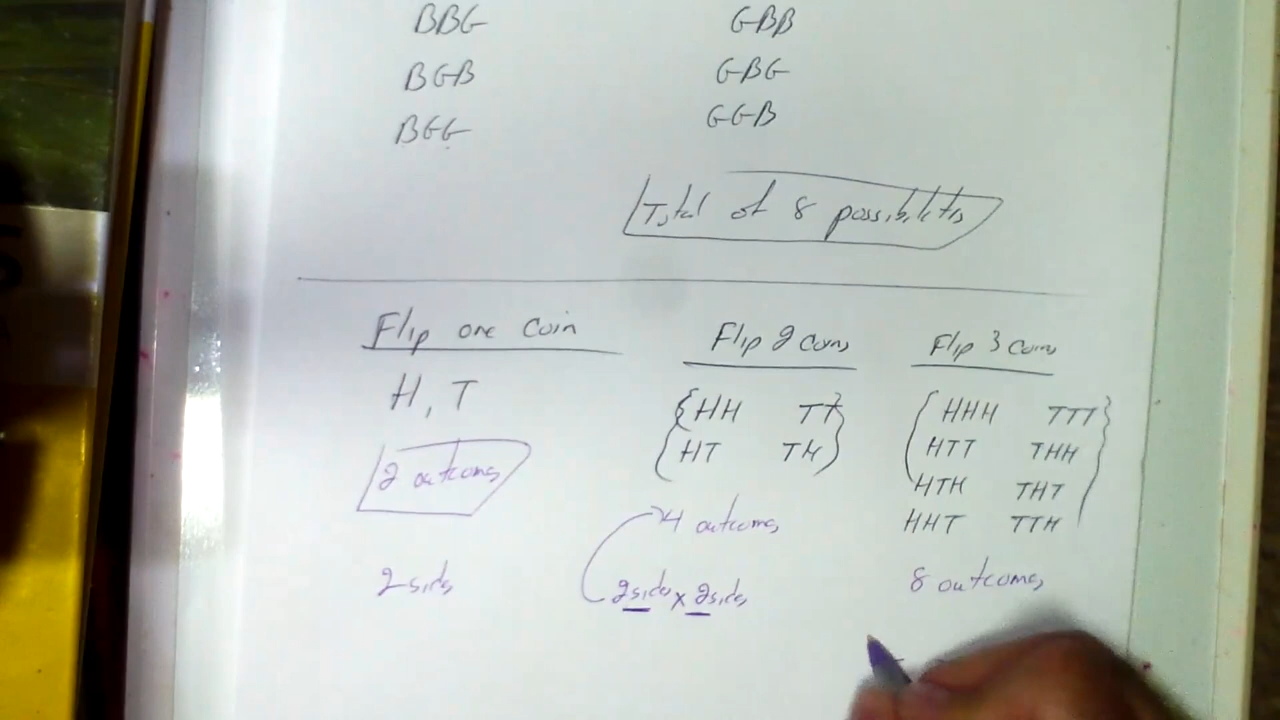 BBG GBB
BGB GBG
BGG GGB
Total of 8 possibilities
Flip one coin
H, T
2 outcomes
2 sides
Flip 2 coins
{HH TT}
HT TH
4 outcomes
2 sides x 2 sides
Flip 3 coins
{HHH TTT}
HTT THH
HTH THT
HHT TTH
8 outcomes